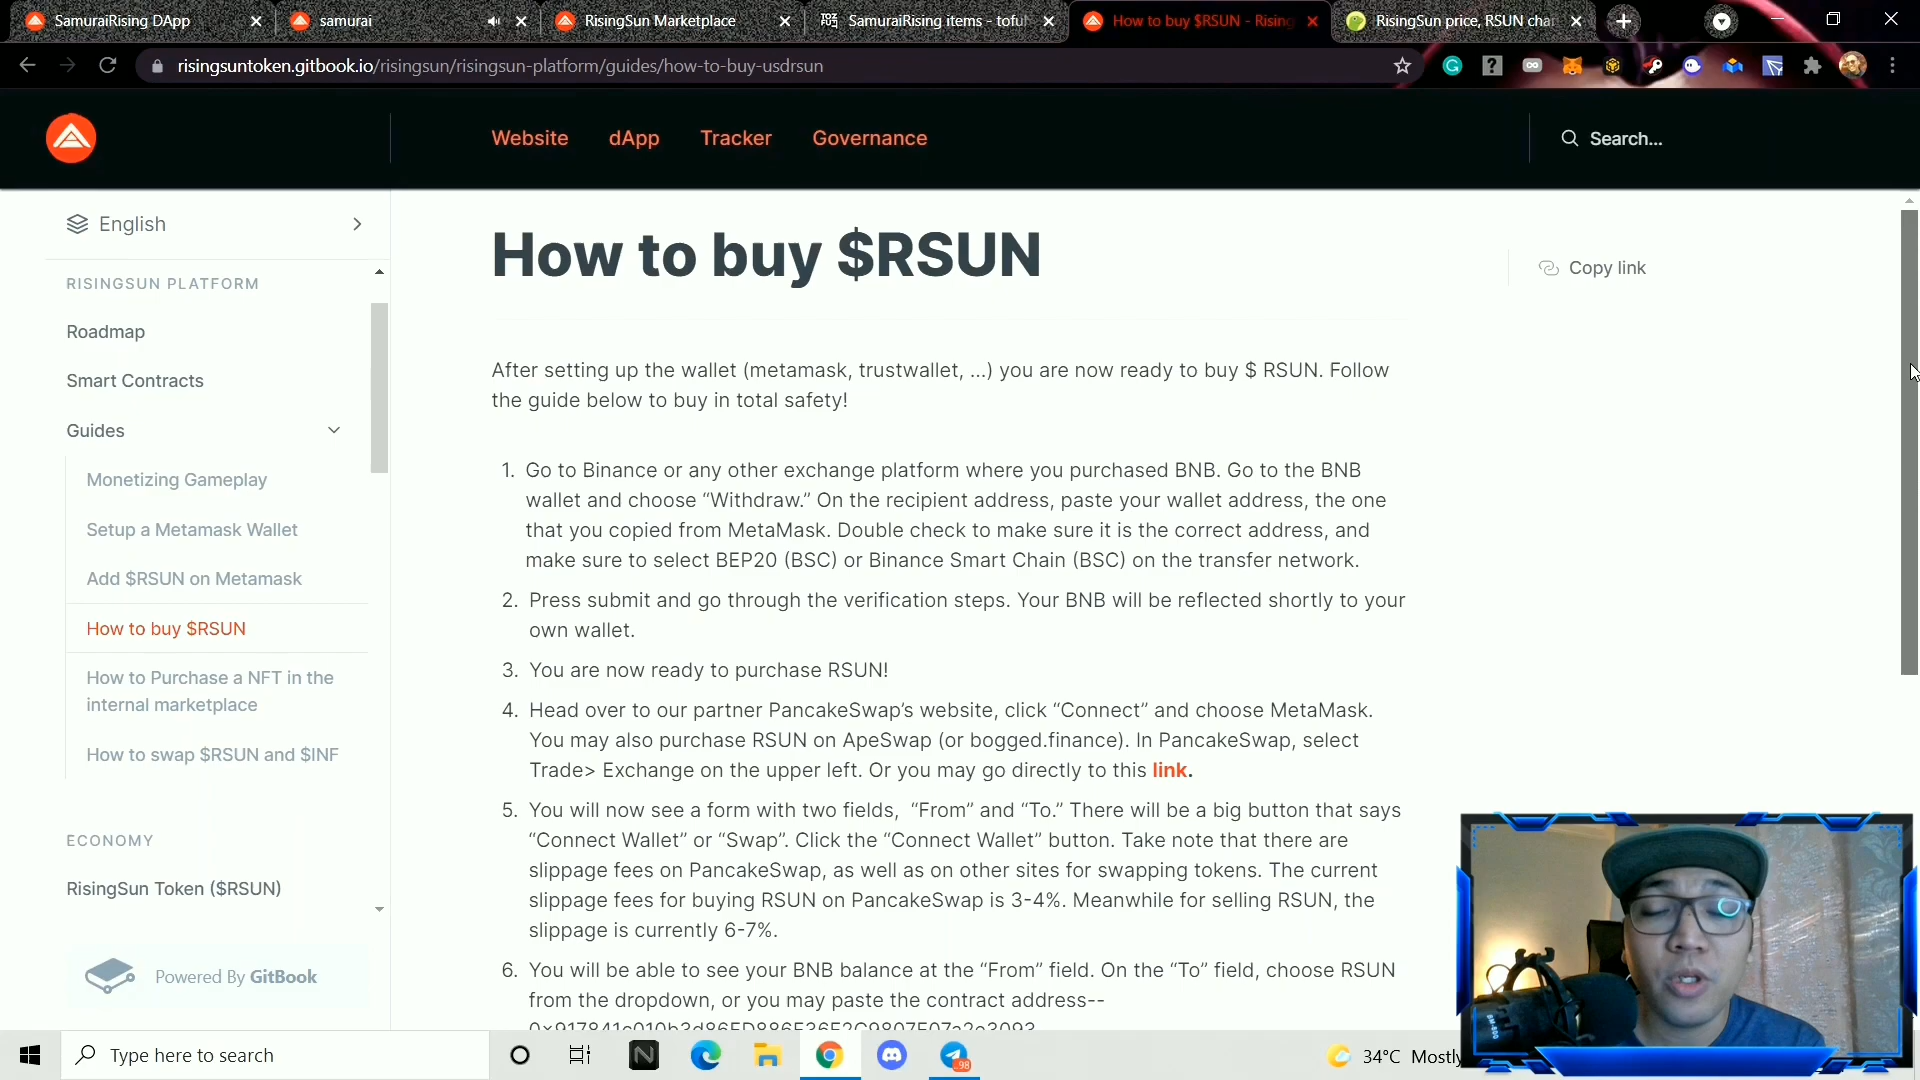 SamuraiRising DApp
samurai
RisingSun Marketplace
SamuraiRising items - tofu
How to buy $RSUN - Rising
RisingSun price, RSUN cha
risingsuntoken.gitbook.io/risingsun/risingsun-platform/guides/how-to-buy-usdrsun
Website
dApp
Tracker
Governance
Search...
English
RISINGSUN PLATFORM
Roadmap
Smart Contracts
Guides
Monetizing Gameplay
Setup a Metamask Wallet
Add $RSUN on Metamask
How to buy $RSUN
How to Purchase a NFT in the
internal marketplace
How to swap $RSUN and $INF
ECONOMY
RisingSun Token ($RSUN)
Powered By GitBook
How to buy $RSUN
Copy link
After setting up the wallet (metamask, trustwallet, ...) you are now ready to buy $ RSUN. Follow
the guide below to buy in total safety!
1. Go to Binance or any other exchange platform where you purchased BNB. Go to the BNB
wallet and choose “Withdraw.” On the recipient address, paste your wallet address, the one
that you copied from MetaMask. Double check to make sure it is the correct address, and
make sure to select BEP20 (BSC) or Binance Smart Chain (BSC) on the transfer network.
2. Press submit and go through the verification steps. Your BNB will be reflected shortly to your
own wallet.
3. You are now ready to purchase RSUN!
4. Head over to our partner PancakeSwap’s website, click “Connect” and choose MetaMask.
You may also purchase RSUN on ApeSwap (or bogged.finance). In PancakeSwap, select
Trade> Exchange on the upper left. Or you may go directly to this link.
5. You will now see a form with two fields, “From” and “To.” There will be a big button that says
“Connect Wallet” or “Swap”. Click the “Connect Wallet” button. Take note that there are
slippage fees on PancakeSwap, as well as on other sites for swapping tokens. The current
slippage fees for buying RSUN on PancakeSwap is 3-4%. Meanwhile for selling RSUN, the
slippage is currently 6-7%.
6. You will be able to see your BNB balance at the “From” field. On the “To” field, choose RSUN
from the dropdown, or you may paste the contract address--
Type here to search
98
34°C Mostly